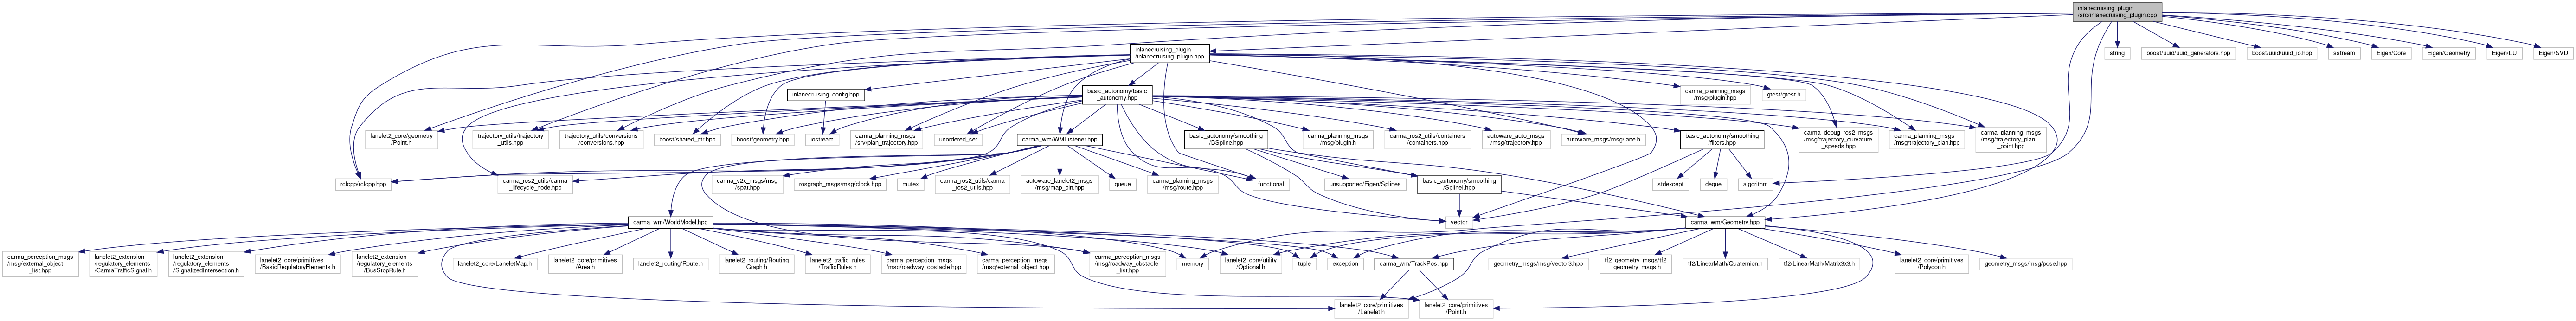 inlanecruising_plugin
/src/inlanecruising_plugin.cpp
inlanecruising_plugin
/inlanecruising_plugin.hpp
string
boost/uuid/uuid_generators.hpp
boost/uuid/uuid_io.hpp
sstream
Eigen/Core
Eigen/Geometry
Eigen/LU
Eigen/SVD
inlanecruising_config.hpp
basic_autonomy/basic
_autonomy.hpp
carma_planning_msgs
/msg/plugin.hpp
gtest/gtest.h
lanelet2_core/geometry
/Point.h
trajectory_utils/trajectory
_utils.hpp
trajectory_utils/conversions
/conversions.hpp
boost/shared_ptr.hpp
boost/geometry.hpp
iostream
carma_planning_msgs
/srv/plan_trajectory.hpp
unordered_set
carma_wm/WMListener.hpp
basic_autonomy/smoothing
/BSpline.hpp
carma_planning_msgs
/msg/plugin.h
carma_ros2_utils/containers
/containers.hpp
autoware_auto_msgs
/msg/trajectory.hpp
autoware_msgs/msg/lane.h
basic_autonomy/smoothing
/filters.hpp
carma_debug_ros2_msgs
/msg/trajectory_curvature
_speeds.hpp
carma_planning_msgs
/msg/trajectory_plan.hpp
carma_planning_msgs
/msg/trajectory_plan
_point.hpp
rclcpp/rclcpp.hpp
carma_ros2_utils/carma
_lifecycle_node.hpp
carma_v2x_msgs/msg
/spat.hpp
rosgraph_msgs/msg/clock.hpp
mutex
carma_ros2_utils/carma
_ros2_utils.hpp
autoware_lanelet2_msgs
/msg/map_bin.hpp
queue
carma_planning_msgs
/msg/route.hpp
functional
unsupported/Eigen/Splines
basic_autonomy/smoothing
/SplineI.hpp
stdexcept
deque
algorithm
carma_wm/WorldModel.hpp
vector
carma_wm/Geometry.hpp
carma_perception_msgs
/msg/external_object
_list.hpp
lanelet2_extension
/regulatory_elements
/CarmaTrafficSignal.h
lanelet2_extension
/regulatory_elements
/SignalizedIntersection.h
lanelet2_core/primitives
/BasicRegulatoryElements.h
lanelet2_extension
/regulatory_elements
/BusStopRule.h
lanelet2_core/LaneletMap.h
lanelet2_core/primitives
/Area.h
lanelet2_routing/Route.h
lanelet2_routing/Routing
Graph.h
lanelet2_traffic_rules
/TrafficRules.h
carma_perception_msgs
/msg/roadway_obstacle.hpp
carma_perception_msgs
/msg/external_object.hpp
carma_perception_msgs
/msg/roadway_obstacle
_list.hpp
memory
lanelet2_core/utility
/Optional.h
tuple
exception
carma_wm/TrackPos.hpp
geometry_msgs/msg/vector3.hpp
tf2_geometry_msgs/tf2
_geometry_msgs.h
tf2/LinearMath/Quaternion.h
tf2/LinearMath/Matrix3x3.h
lanelet2_core/primitives
/Polygon.h
geometry_msgs/msg/pose.hpp
lanelet2_core/primitives
/Lanelet.h
lanelet2_core/primitives
/Point.h